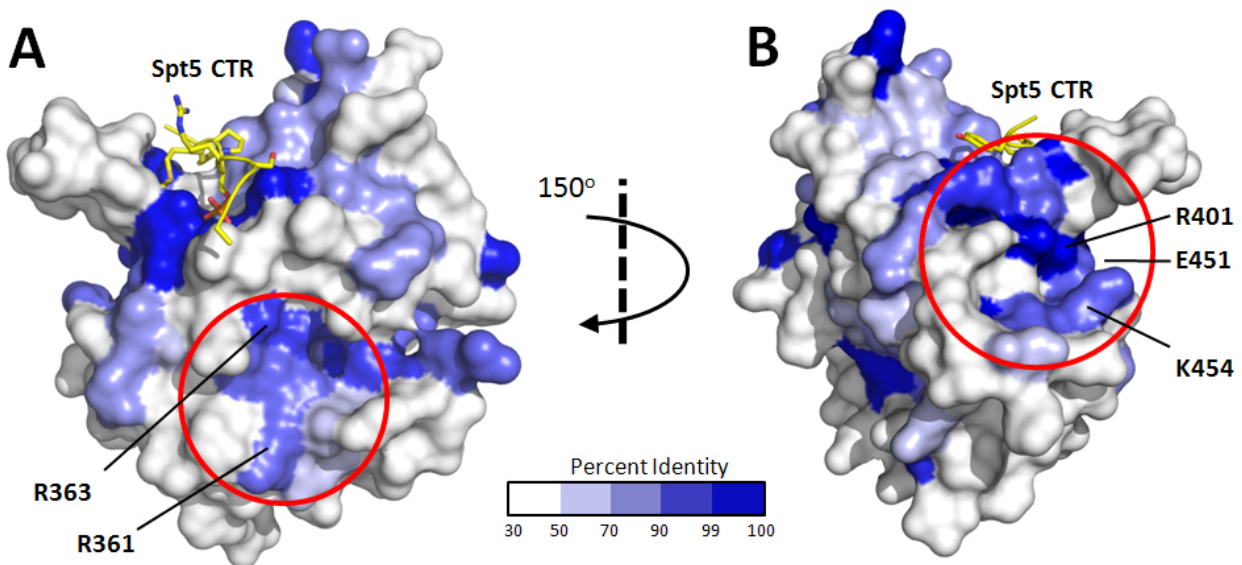 A
B
Spt5 CTR
Spt5 CTR
150°
R401
E451
K454
R363
R361
Percent Identity
30 50 70 90 99 100